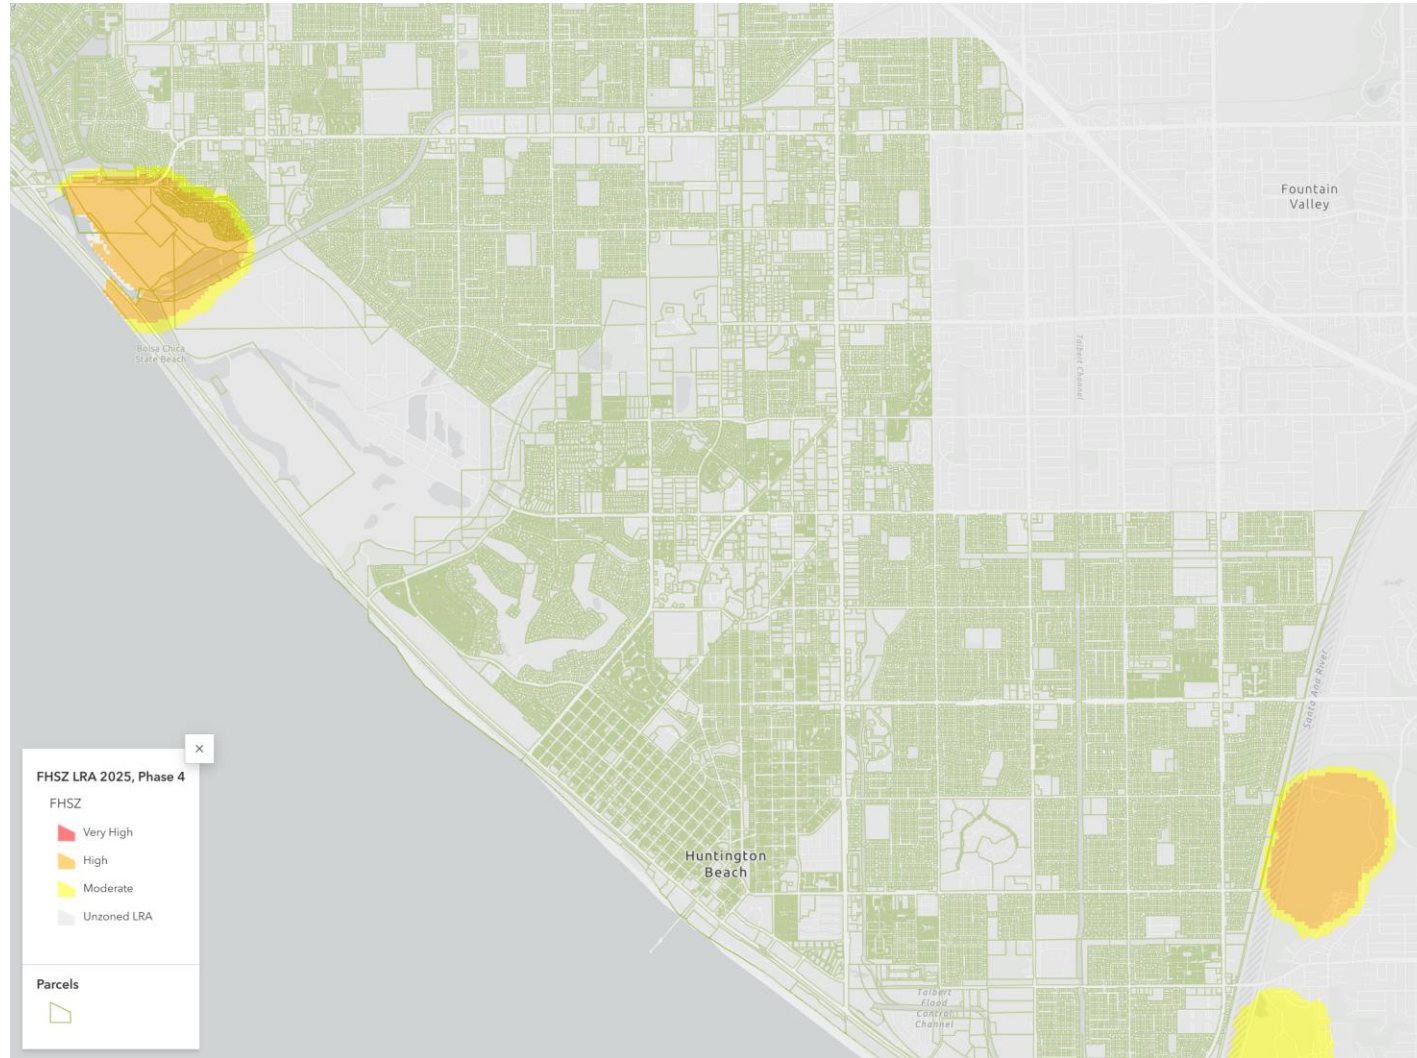 Fountain
Valley
Talbert Channel
Bolsa Chica
State Beach
Santa Ana River
Huntington
Beach
Talbert
Flood
Control
Channel
×
FHSZ LRA 2025, Phase 4
FHSZ
Very High
High
Moderate
Unzoned LRA
Parcels